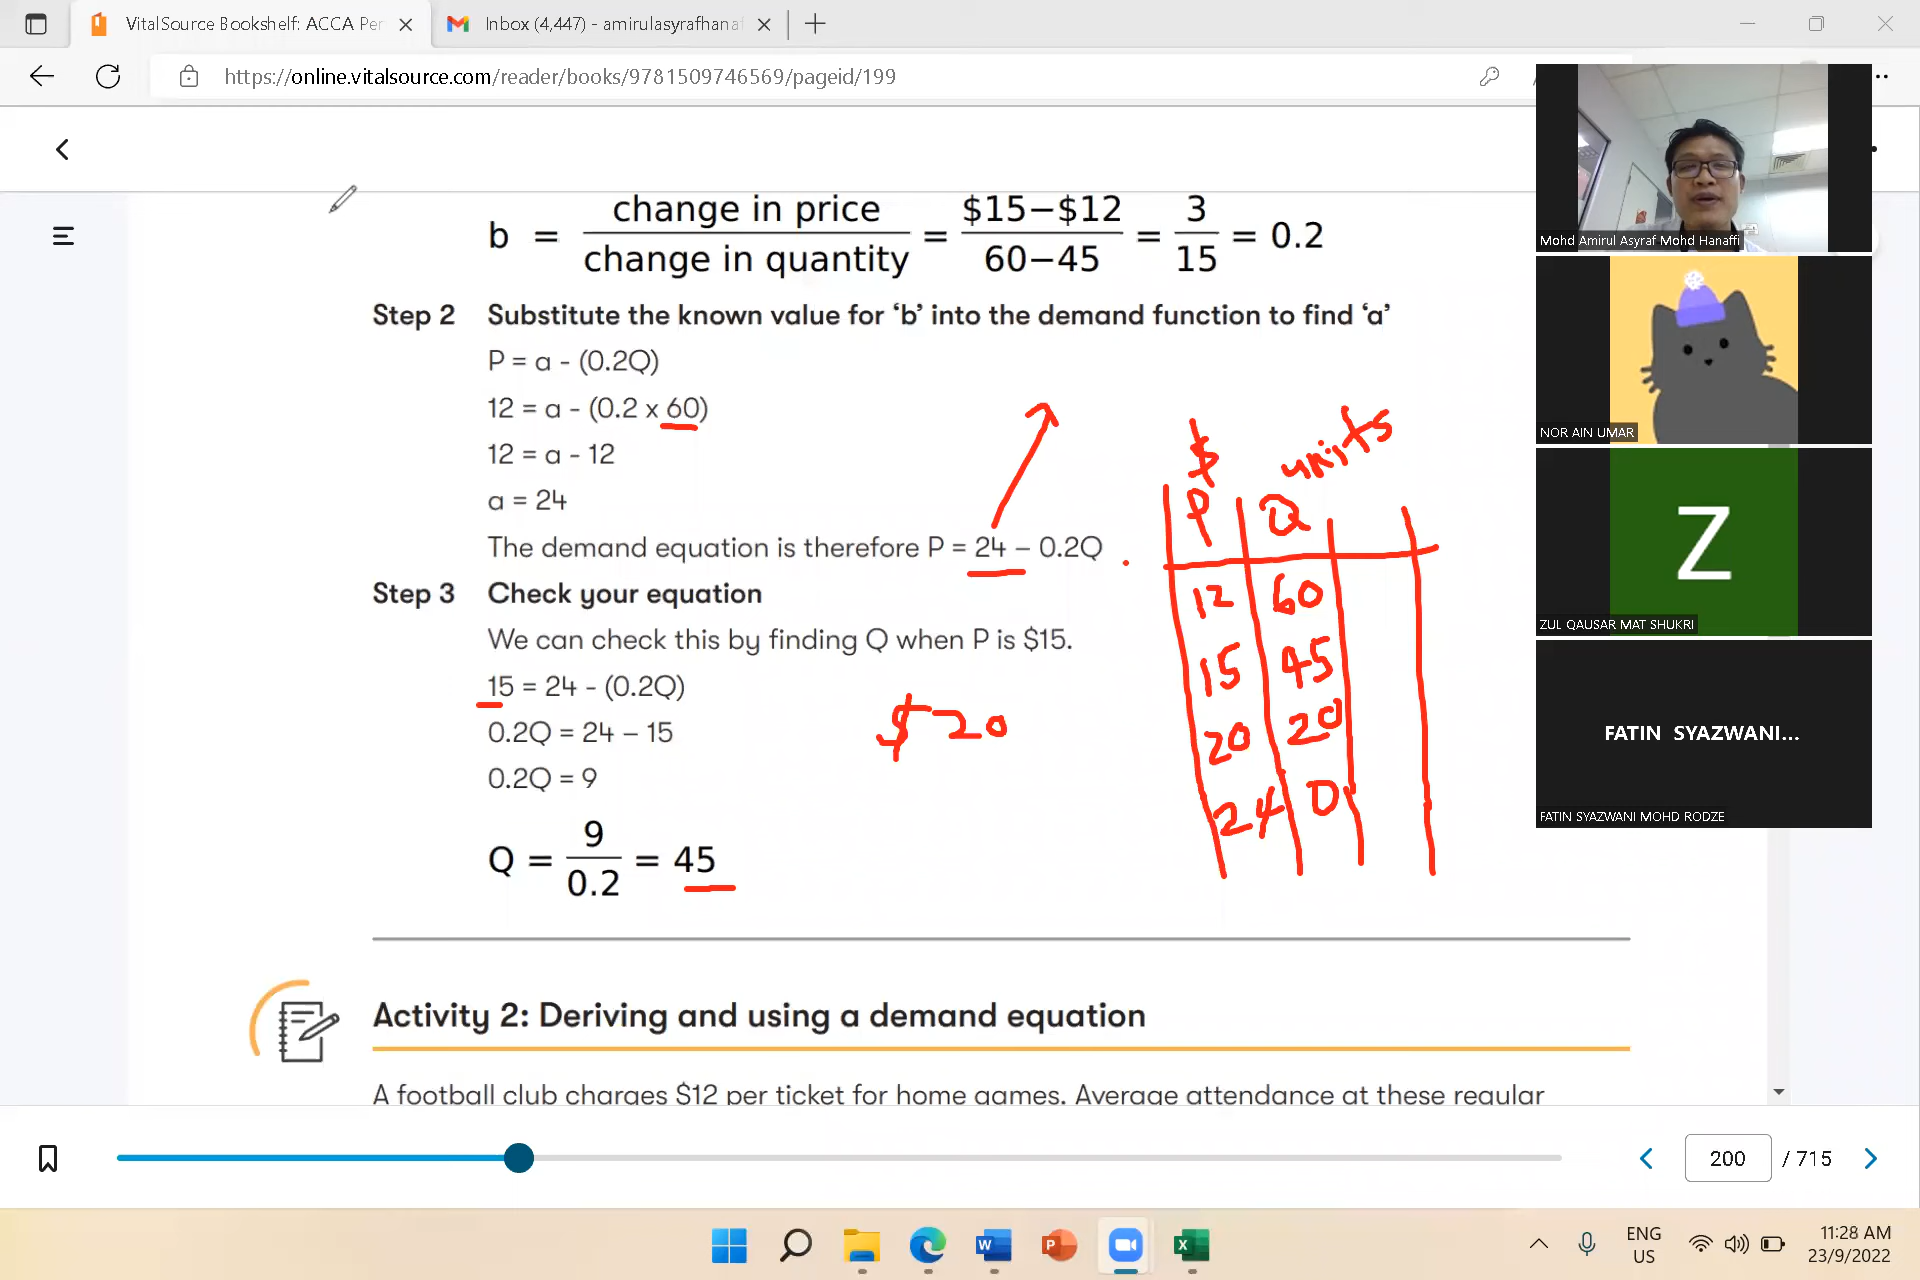 VitalSource Bookshelf: ACCA Per
Inbox (4,447) - amirulasyrafhanaf
https://online.vitalsource.com/reader/books/9781509746569/pageid/199
b = change in price / change in quantity = $15−$12 / 60−45 = 3 / 15 = 0.2
Step 2 Substitute the known value for ‘b’ into the demand function to find ‘a’
P = a - (0.2Q)
12 = a - (0.2 x 60)
12 = a - 12
a = 24
The demand equation is therefore P = 24 – 0.2Q
Step 3 Check your equation
We can check this by finding Q when P is $15.
15 = 24 - (0.2Q)
0.2Q = 24 – 15
0.2Q = 9
Q = 9 / 0.2 = 45
$20
$ units
P Q
12 60
15 45
20 20
24 0
Activity 2: Deriving and using a demand equation
A football club charges $12 per ticket for home games. Average attendance at these regular
Mohd Amirul Asyraf Mohd Hanaffi
NOR AIN UMAR
Z
ZUL QAUSAR MAT SHUKRI
FATIN SYAZWANI...
FATIN SYAZWANI MOHD RODZE
200 / 715
W
P
X
ENG
US
11:28 AM
23/9/2022